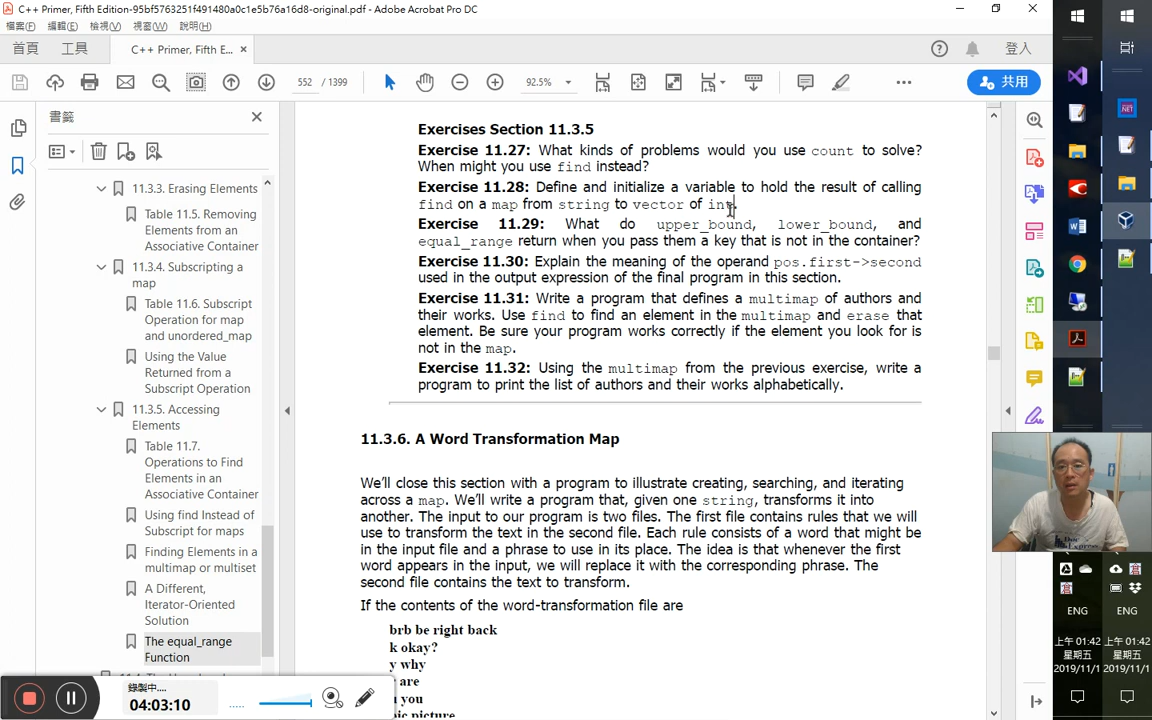 C++ Primer, Fifth Edition-95bf5763251f491480a0c1e5b76a16d8-original.pdf - Adobe Acrobat Pro DC
檔案(F) 編輯(E) 檢視(V) 視窗(W) 說明(H)
首頁 工具 C++ Primer, Fifth E... × 登入
552 / 1399 92.5% 共用
書籤
11.3.3. Erasing Elements
Table 11.5. Removing
Elements from an
Associative Container
11.3.4. Subscripting a
map
Table 11.6. Subscript
Operation for map
and unordered_map
Using the Value
Returned from a
Subscript Operation
11.3.5. Accessing
Elements
Table 11.7.
Operations to Find
Elements in an
Associative Container
Using find Instead of
Subscript for maps
Finding Elements in a
multimap or multiset
A Different,
Iterator-Oriented
Solution
The equal_range
Function
Exercises Section 11.3.5
Exercise 11.27: What kinds of problems would you use count to solve?
When might you use find instead?
Exercise 11.28: Define and initialize a variable to hold the result of calling
find on a map from string to vector of int.
Exercise 11.29: What do upper_bound, lower_bound, and
equal_range return when you pass them a key that is not in the container?
Exercise 11.30: Explain the meaning of the operand pos.first->second
used in the output expression of the final program in this section.
Exercise 11.31: Write a program that defines a multimap of authors and
their works. Use find to find an element in the multimap and erase that
element. Be sure your program works correctly if the element you look for is
not in the map.
Exercise 11.32: Using the multimap from the previous exercise, write a
program to print the list of authors and their works alphabetically.
11.3.6. A Word Transformation Map
We'll close this section with a program to illustrate creating, searching, and iterating
across a map. We'll write a program that, given one string, transforms it into
another. The input to our program is two files. The first file contains rules that we will
use to transform the text in the second file. Each rule consists of a word that might be
in the input file and a phrase to use in its place. The idea is that whenever the first
word appears in the input, we will replace it with the corresponding phrase. The
second file contains the text to transform.
If the contents of the word-transformation file are
brb be right back
k okay?
y why
are
you
picture
錄製中....
04:03:10
ENG ENG
上午 01:42 上午 01:42
星期五 星期五
2019/11/1 2019/11/1